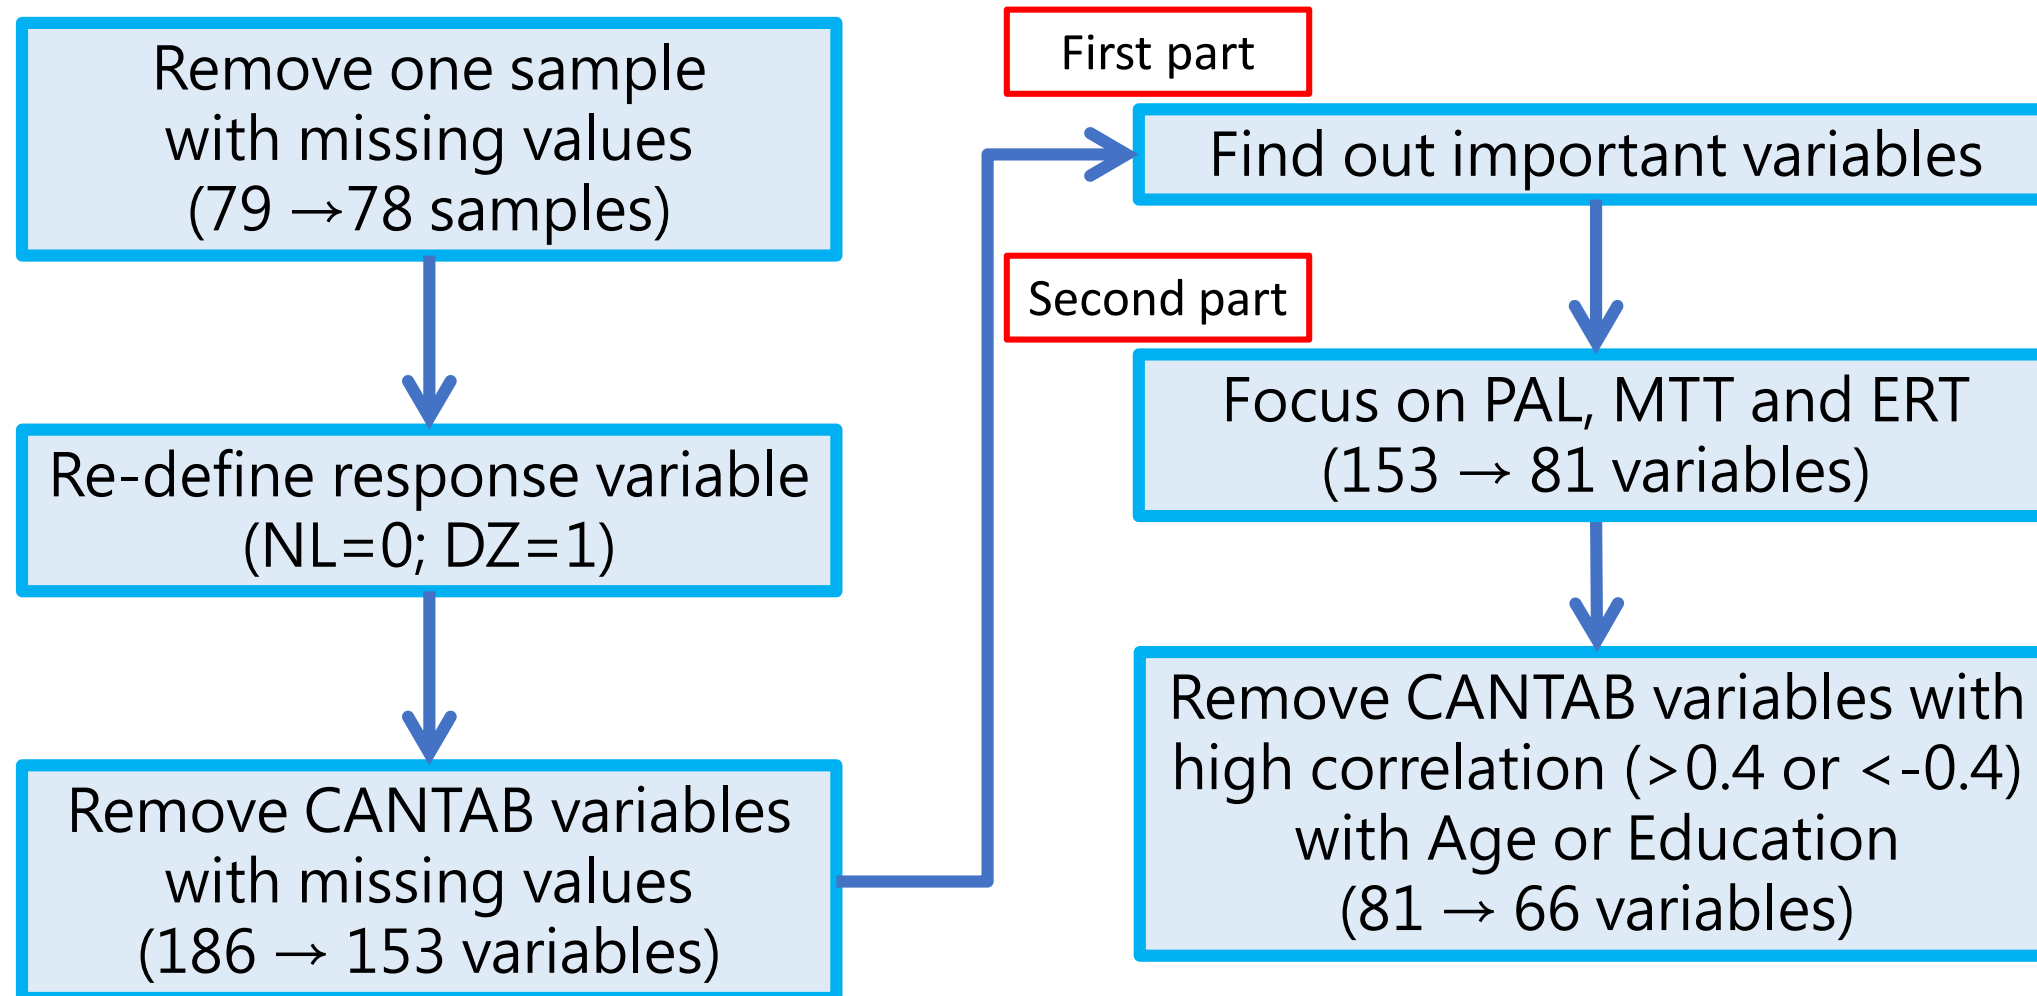 Remove one sample
with missing values
(79 →78 samples)
Re-define response variable
(NL=0; DZ=1)
Remove CANTAB variables
with missing values
(186 → 153 variables)
First part
Find out important variables
Second part
Focus on PAL, MTT and ERT
(153 → 81 variables)
Remove CANTAB variables with
high correlation (>0.4 or <-0.4)
with Age or Education
(81 → 66 variables)